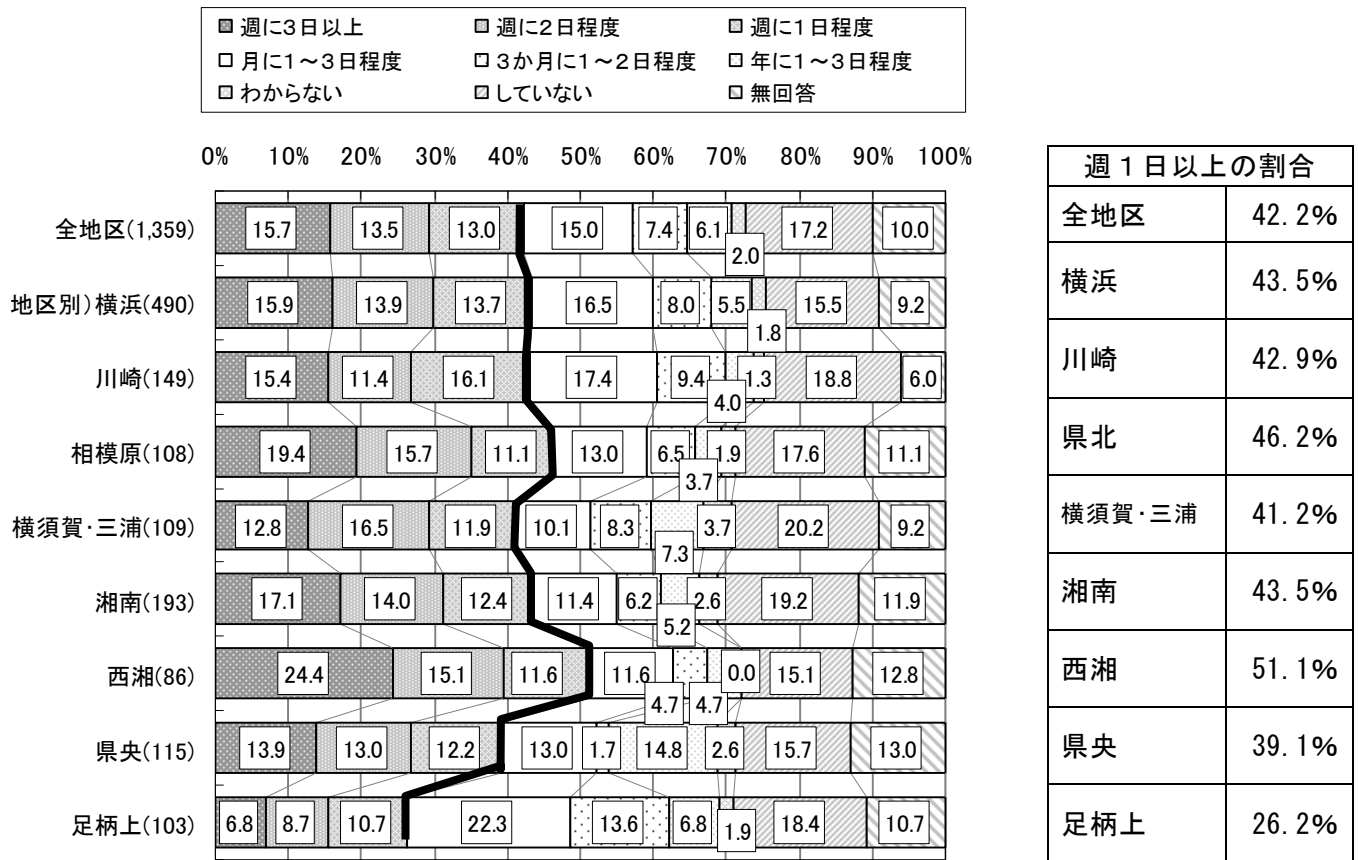 週に3日以上 週に2日程度 週に1日程度
月に1～3日程度 3か月に1～2日程度 年に1～3日程度
わからない していない 無回答
0% 10% 20% 30% 40% 50% 60% 70% 80% 90% 100%
全地区(1,359) 15.7 13.5 13.0 15.0 7.4 6.1 2.0 17.2 10.0
地区別)横浜(490) 15.9 13.9 13.7 16.5 8.0 5.5 1.8 15.5 9.2
川崎(149) 15.4 11.4 16.1 17.4 9.4 4.0 1.3 18.8 6.0
相模原(108) 19.4 15.7 11.1 13.0 6.5 3.7 1.9 17.6 11.1
横須賀･三浦(109) 12.8 16.5 11.9 10.1 8.3 7.3 3.7 20.2 9.2
湘南(193) 17.1 14.0 12.4 11.4 6.2 5.2 2.6 19.2 11.9
西湘(86) 24.4 15.1 11.6 11.6 4.7 4.7 0.0 15.1 12.8
県央(115) 13.9 13.0 12.2 13.0 1.7 14.8 2.6 15.7 13.0
足柄上(103) 6.8 8.7 10.7 22.3 13.6 6.8 1.9 18.4 10.7
週1日以上の割合
全地区 42.2%
横浜 43.5%
川崎 42.9%
県北 46.2%
横須賀･三浦 41.2%
湘南 43.5%
西湘 51.1%
県央 39.1%
足柄上 26.2%